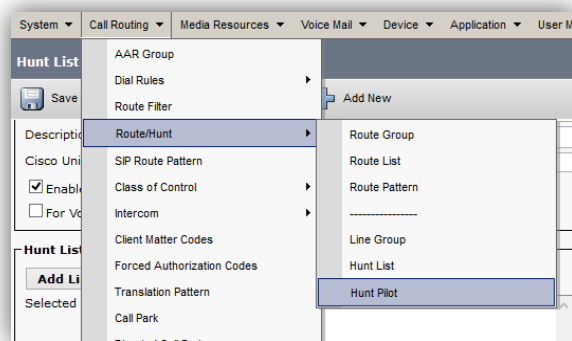 System Call Routing Media Resources Voice Mail Device Application User M
Hunt List
Save
Add New
AAR Group
Dial Rules
Route Filter
Route/Hunt
SIP Route Pattern
Class of Control
Intercom
Client Matter Codes
Forced Authorization Codes
Translation Pattern
Call Park
Route Group
Route List
Route Pattern
----------------
Line Group
Hunt List
Hunt Pilot
Descriptio
Cisco Uni
Enabl
For Vo
Hunt List
Add Li
Selected